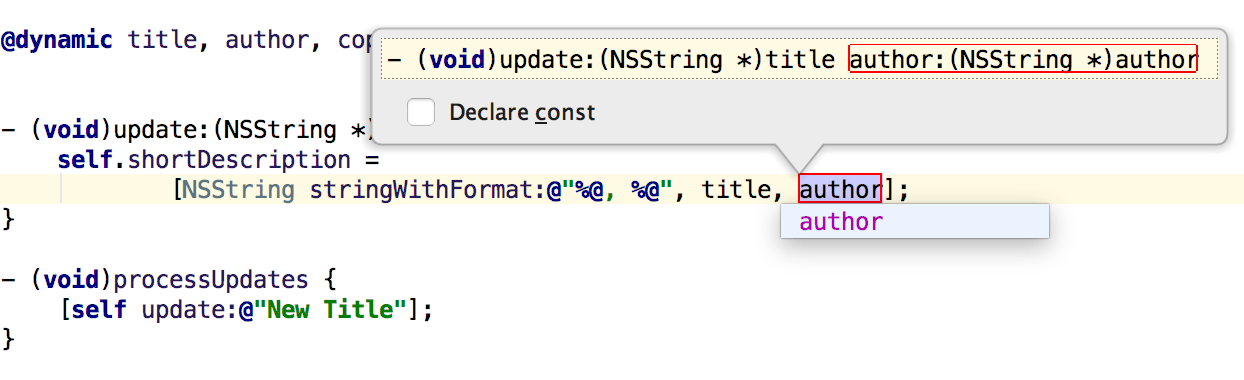 @dynamic title, author, cop
- (void)update:(NSString *)title author:(NSString *)author
Declare const
- (void)update:(NSString *)
self.shortDescription =
[NSString stringWithFormat:@"%@, %@", title, author];
author
}
- (void)processUpdates {
[self update:@"New Title"];
}